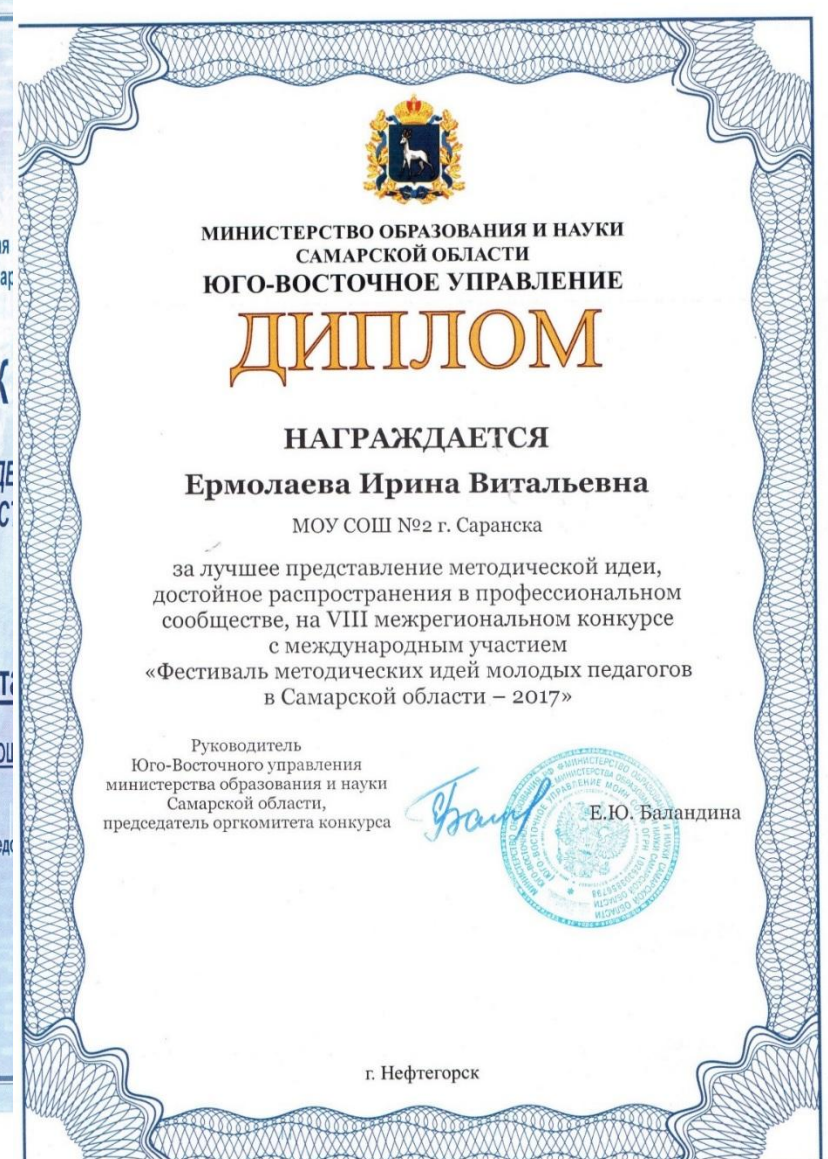 МИНИСТЕРСТВО ОБРАЗОВАНИЯ И НАУКИ
САМАРСКОЙ ОБЛАСТИ
ЮГО-ВОСТОЧНОЕ УПРАВЛЕНИЕ
ДИПЛОМ
НАГРАЖДАЕТСЯ
Ермолаева Ирина Витальевна
МОУ СОШ №2 г. Саранска
за лучшее представление методической идеи,
достойное распространения в профессиональном
сообществе, на VIII межрегиональном конкурсе
с международным участием
«Фестиваль методических идей молодых педагогов
в Самарской области – 2017»
Руководитель
Юго-Восточного управления
министерства образования и науки
Самарской области,
председатель оргкомитета конкурса
Е.Ю. Баландина
г. Нефтегорск